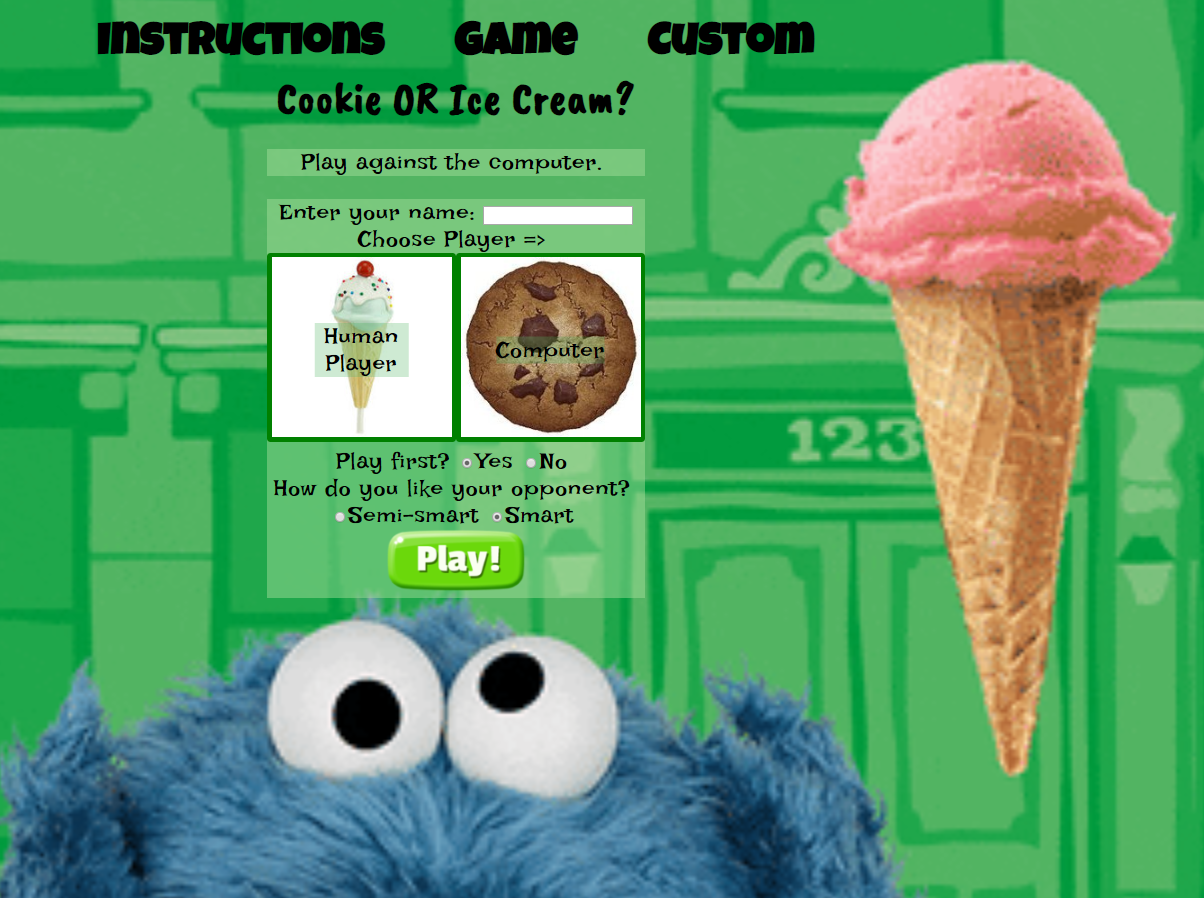 Instructions Game Custom
Cookie OR Ice Cream?
Play against the computer.
Enter your name:
Choose Player =>
Human
Player
Computer
Play first? Yes No
How do you like your opponent?
Semi-smart Smart
Play!
123